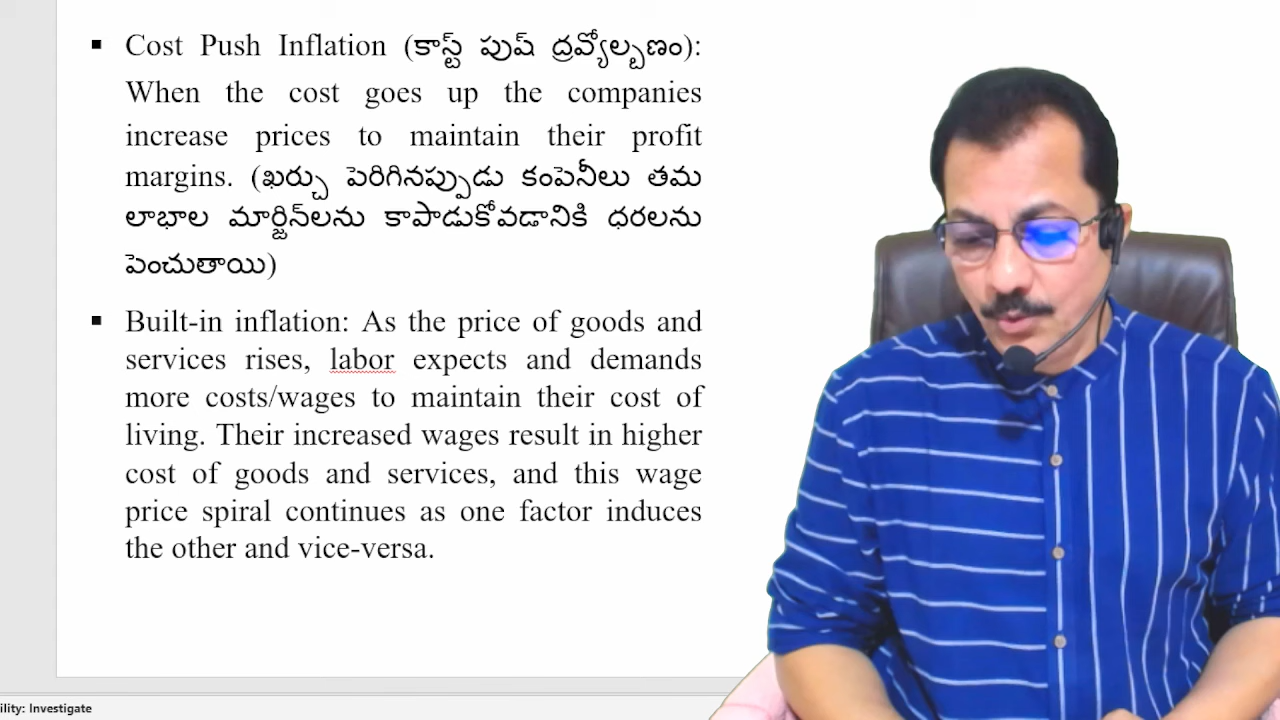 ▪ Cost Push Inflation (కాస్ట్ పుష్ ద్రవ్యోల్బణం):
When the cost goes up the companies
increase prices to maintain their profit
margins. (ఖర్చు పెరిగినప్పుడు కంపెనీలు తమ
లాభాల మార్జిన్‌లను కాపాడుకోవడానికి ధరలను
పెంచుతాయి)
▪ Built-in inflation: As the price of goods and
services rises, labor expects and demands
more costs/wages to maintain their cost of
living. Their increased wages result in higher
cost of goods and services, and this wage
price spiral continues as one factor induces
the other and vice-versa.
ility: Investigate